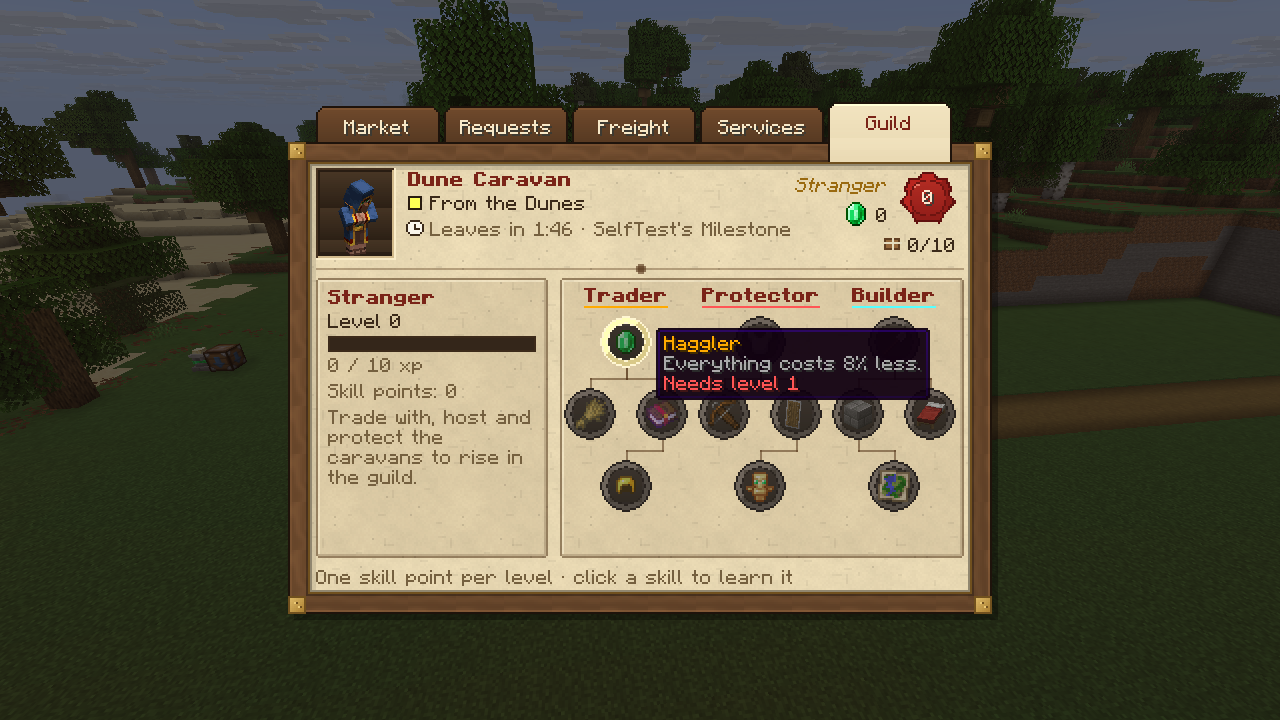 Market
Requests
Freight
Services
Guild
Dune Caravan
From the Dunes
Leaves in 1:46 · SelfTest's Milestone
Stranger
0
0
0/10
Stranger
Level 0
0 / 10 xp
Skill points: 0
Trade with, host and
protect the
caravans to rise in
the guild.
Trader
Protector
Builder
Haggler
Everything costs 8% less.
Needs level 1
One skill point per level · click a skill to learn it